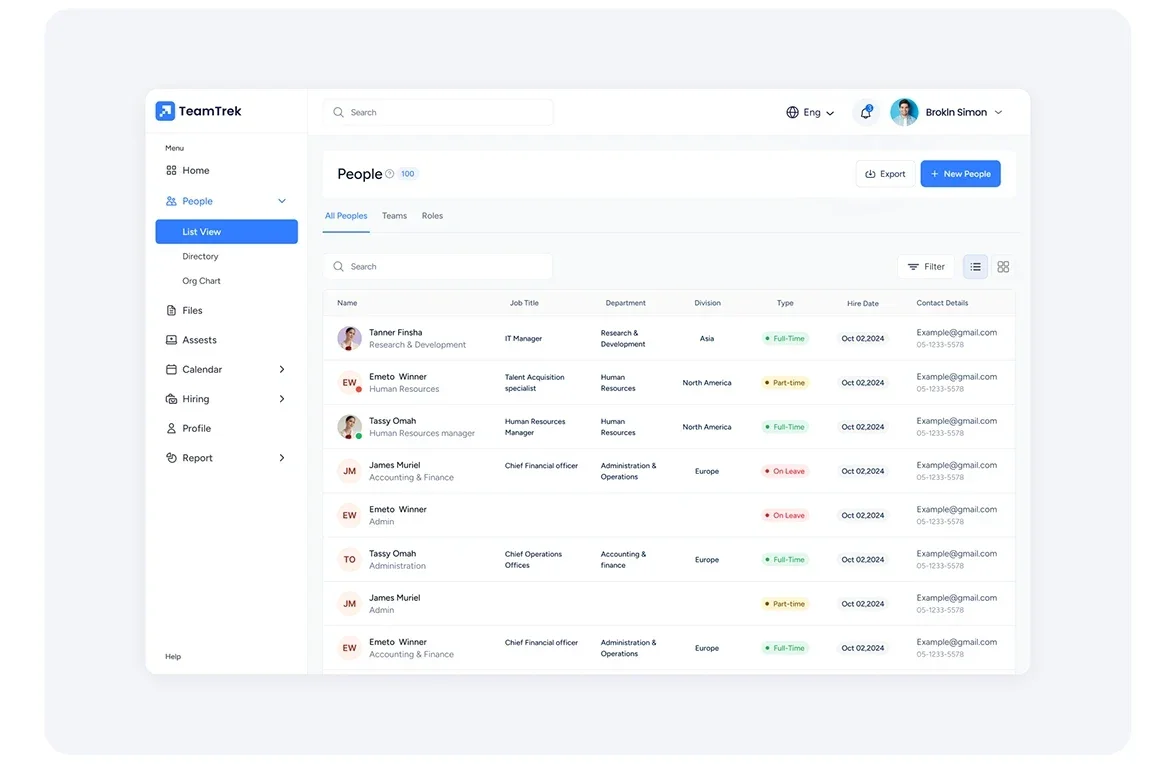 TeamTrek
Search
Eng
3
BrokIn Simon
Menu
Home
People
List View
Directory
Org Chart
Files
Assests
Calendar
Hiring
Profile
Report
Help
People 100
Export
+ New People
All Peoples Teams Roles
Search
Filter
Name Job Title Department Division Type Hire Date Contact Details
Tanner Finsha
Research & Development
IT Manager
Research &
Development
Asia
Full-Time
Oct 02,2024
Example@gmail.com
05-1233-5578
EW
Emeto Winner
Human Resources
Talent Acquisition
specialist
Human
Resources
North America
Part-time
Oct 02,2024
Example@gmail.com
05-1233-5578
Tassy Omah
Human Resources manager
Human Resources
Manager
Human
Resources
North America
Full-Time
Oct 02,2024
Example@gmail.com
05-1233-5578
JM
James Muriel
Accounting & Finance
Chief Financial officer
Administration &
Operations
Europe
On Leave
Oct 02,2024
Example@gmail.com
05-1233-5578
EW
Emeto Winner
Admin
On Leave
Oct 02,2024
Example@gmail.com
05-1233-5578
TO
Tassy Omah
Administration
Chief Operations
Offices
Accounting &
finance
Europe
Full-Time
Oct 02,2024
Example@gmail.com
05-1233-5578
JM
James Muriel
Admin
Part-time
Oct 02,2024
Example@gmail.com
05-1233-5578
EW
Emeto Winner
Accounting & Finance
Chief Financial officer
Administration &
Operations
Europe
Full-Time
Oct 02,2024
Example@gmail.com
05-1233-5578